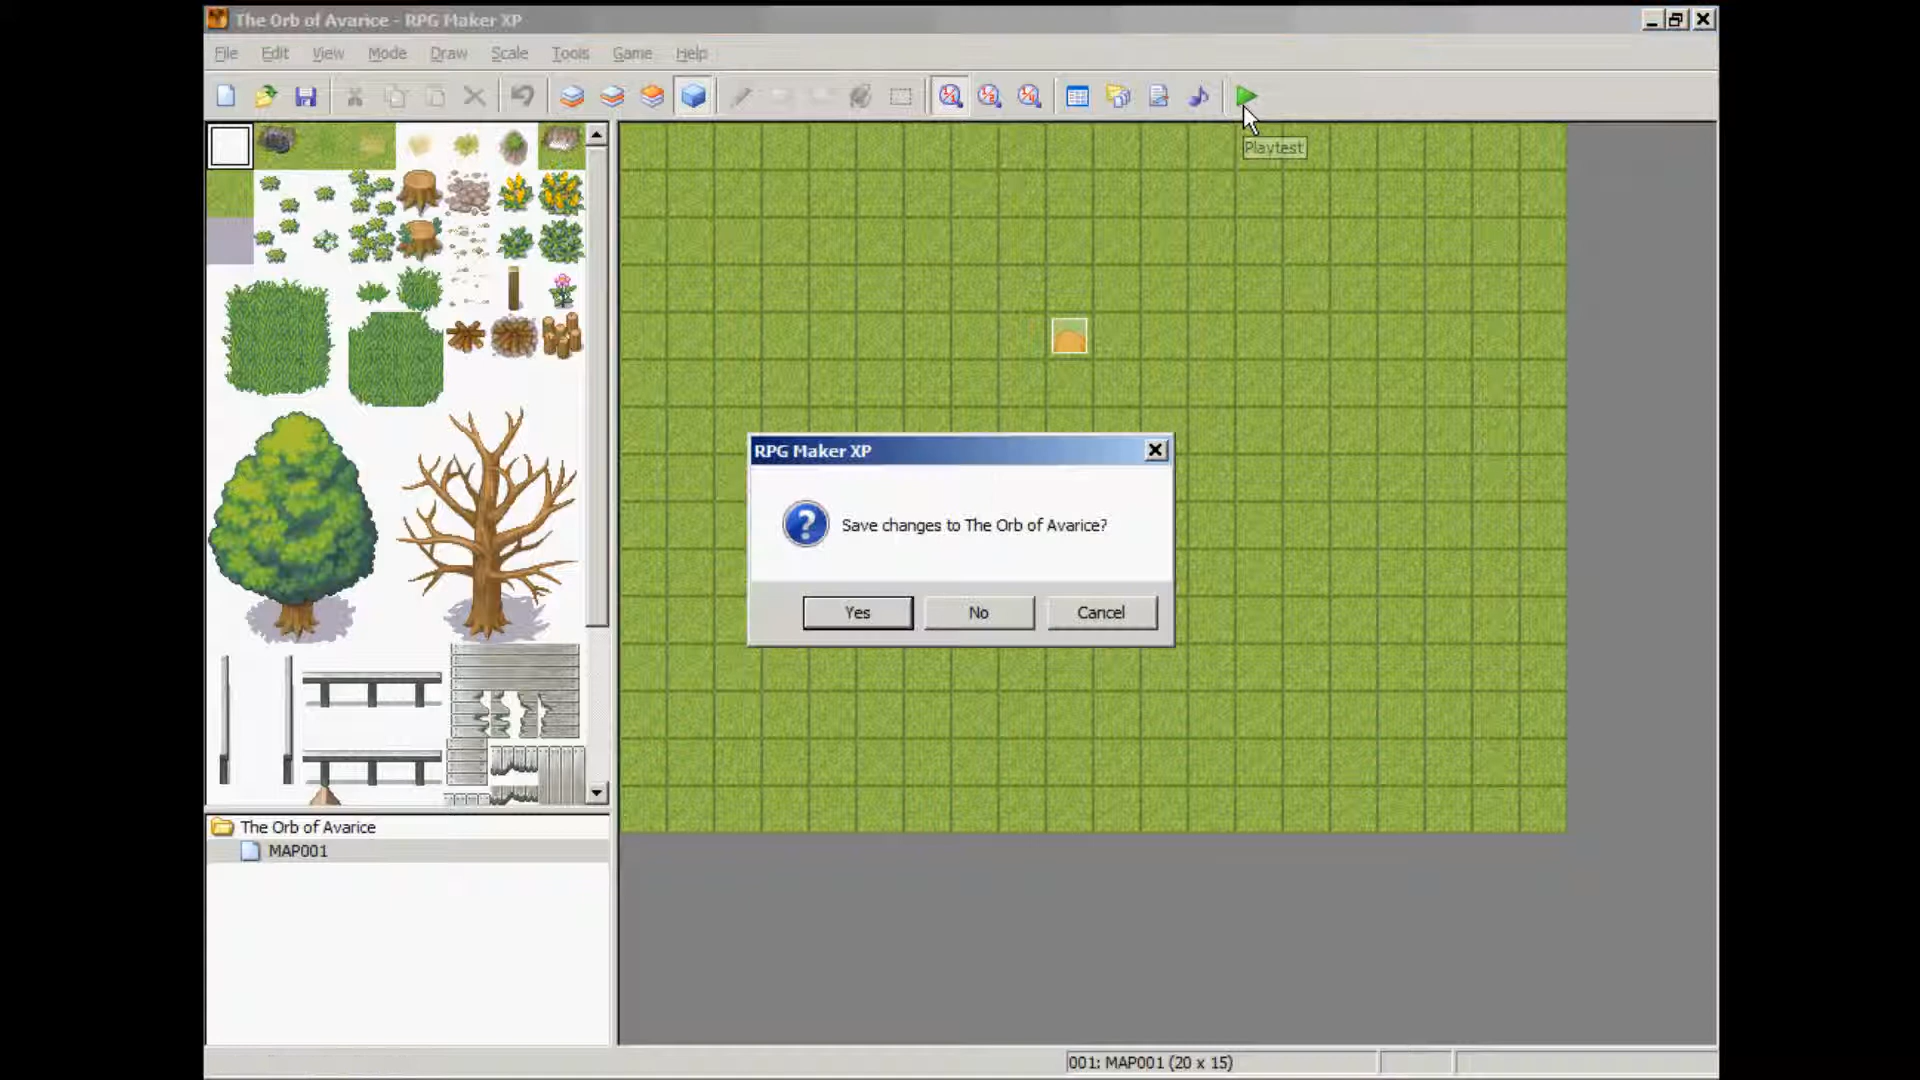 The Orb of Avarice - RPG Maker XP
File Edit View Mode Draw Scale Tools Game Help
Playtest
RPG Maker XP
Save changes to The Orb of Avarice?
Yes No Cancel
The Orb of Avarice
MAP001
001: MAP001 (20 x 15)